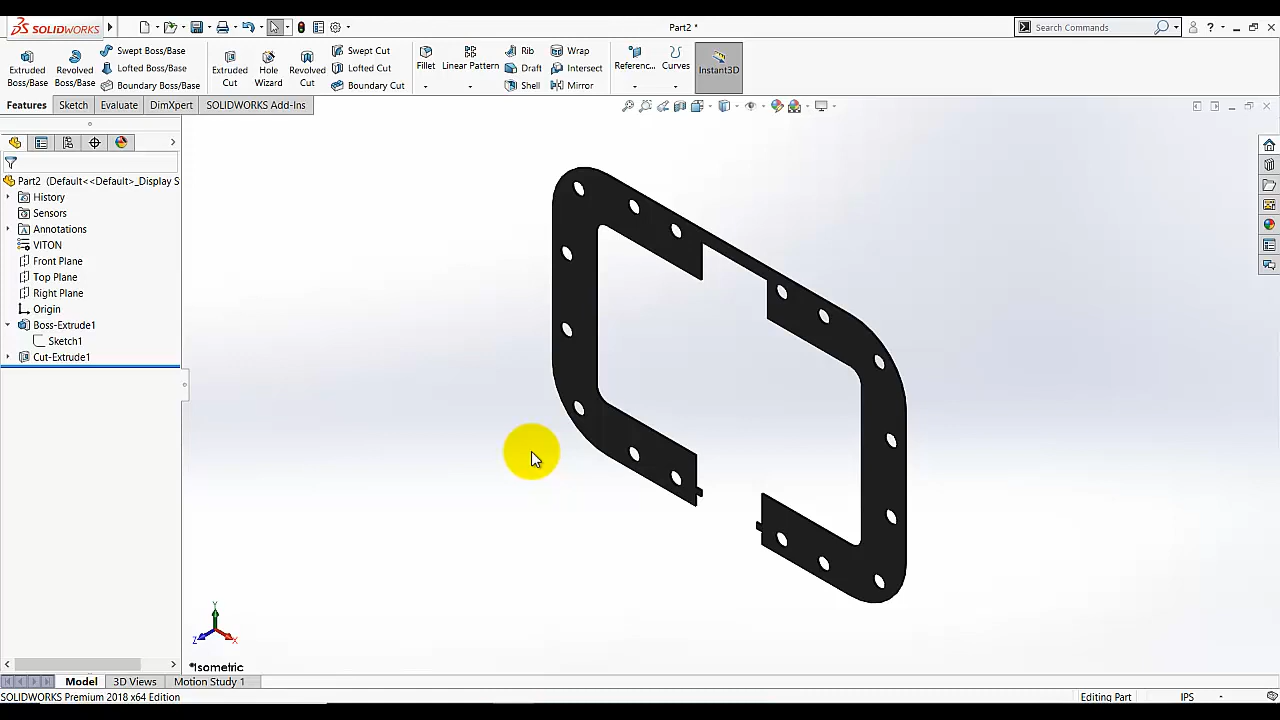 SOLIDWORKS
Part2 *
Search Commands
?
Extruded Boss/Base
Revolved Boss/Base
Swept Boss/Base
Lofted Boss/Base
Boundary Boss/Base
Extruded Cut
Hole Wizard
Revolved Cut
Swept Cut
Lofted Cut
Boundary Cut
Fillet
Linear Pattern
Rib
Draft
Shell
Wrap
Intersect
Mirror
Referenc...
Curves
Instant3D
Features
Sketch
Evaluate
DimXpert
SOLIDWORKS Add-Ins
Part2 (Default<<Default>_Display S
History
Sensors
Annotations
VITON
Front Plane
Top Plane
Right Plane
Origin
Boss-Extrude1
Sketch1
Cut-Extrude1
Y
Z
X
*Isometric
Model
3D Views
Motion Study 1
SOLIDWORKS Premium 2018 x64 Edition
Editing Part
IPS